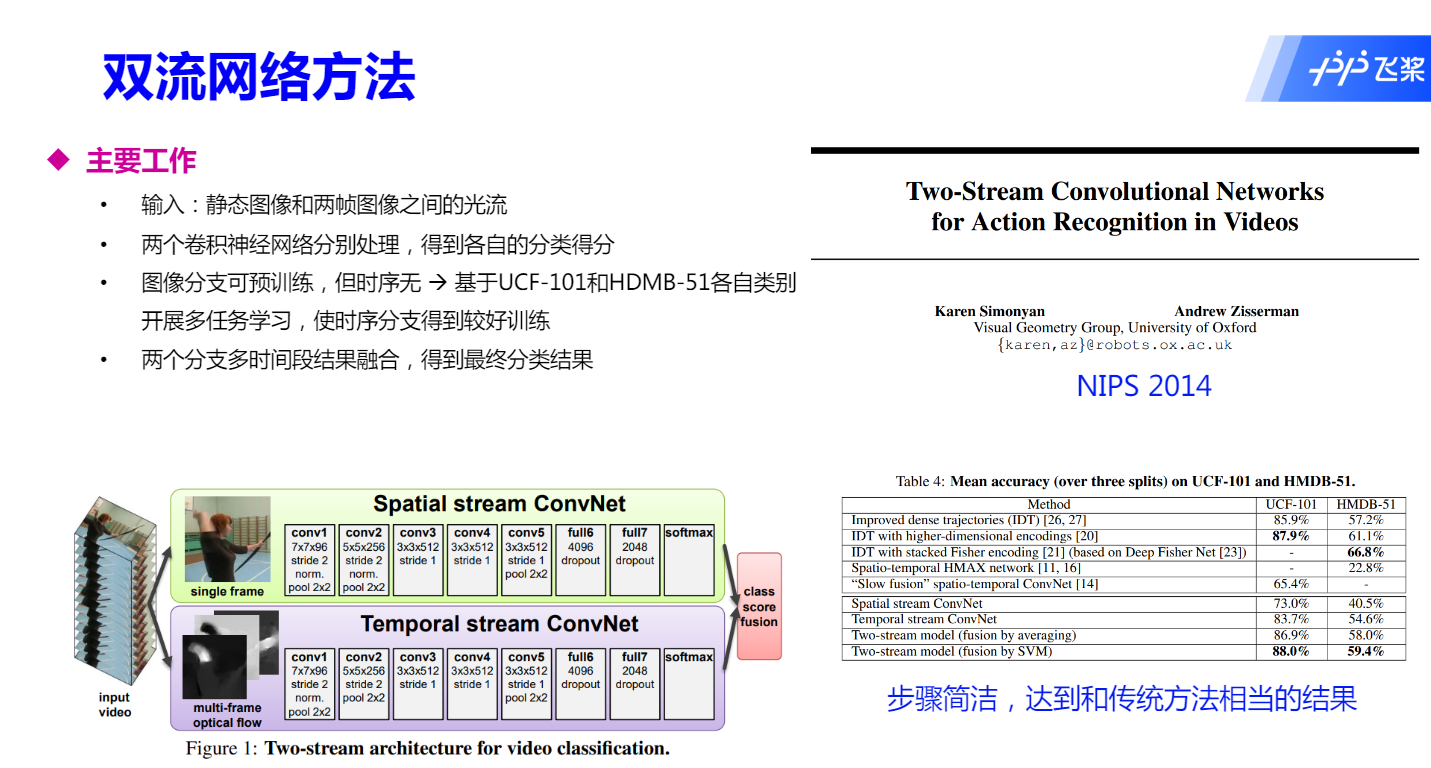 双流网络方法
飞桨
主要工作
• 输入：静态图像和两帧图像之间的光流
• 两个卷积神经网络分别处理，得到各自的分类得分
• 图像分支可预训练，但时序无 → 基于UCF-101和HDMB-51各自类别
开展多任务学习，使时序分支得到较好训练
• 两个分支多时间段结果融合，得到最终分类结果
Two-Stream Convolutional Networks
for Action Recognition in Videos
Karen Simonyan Andrew Zisserman
Visual Geometry Group, University of Oxford
{karen,az}@robots.ox.ac.uk
NIPS 2014
input
video
Spatial stream ConvNet
single frame
conv1 conv2 conv3 conv4 conv5 full6 full7 softmax
7x7x96 5x5x256 3x3x512 3x3x512 3x3x512 4096 2048
stride 2 stride 2 stride 1 stride 1 stride 1 dropout dropout
norm. norm. pool 2x2
pool 2x2 pool 2x2
Temporal stream ConvNet
multi-frame
optical flow
conv1 conv2 conv3 conv4 conv5 full6 full7 softmax
7x7x96 5x5x256 3x3x512 3x3x512 3x3x512 4096 2048
stride 2 stride 2 stride 1 stride 1 stride 1 dropout dropout
norm. pool 2x2 pool 2x2
pool 2x2
class
score
fusion
Figure 1: Two-stream architecture for video classification.
Table 4: Mean accuracy (over three splits) on UCF-101 and HMDB-51.
Method UCF-101 HMDB-51
Improved dense trajectories (IDT) [26, 27] 85.9% 57.2%
IDT with higher-dimensional encodings [20] 87.9% 61.1%
IDT with stacked Fisher encoding [21] (based on Deep Fisher Net [23]) - 66.8%
Spatio-temporal HMAX network [11, 16] - 22.8%
“Slow fusion” spatio-temporal ConvNet [14] 65.4% -
Spatial stream ConvNet 73.0% 40.5%
Temporal stream ConvNet 83.7% 54.6%
Two-stream model (fusion by averaging) 86.9% 58.0%
Two-stream model (fusion by SVM) 88.0% 59.4%
步骤简洁，达到和传统方法相当的结果